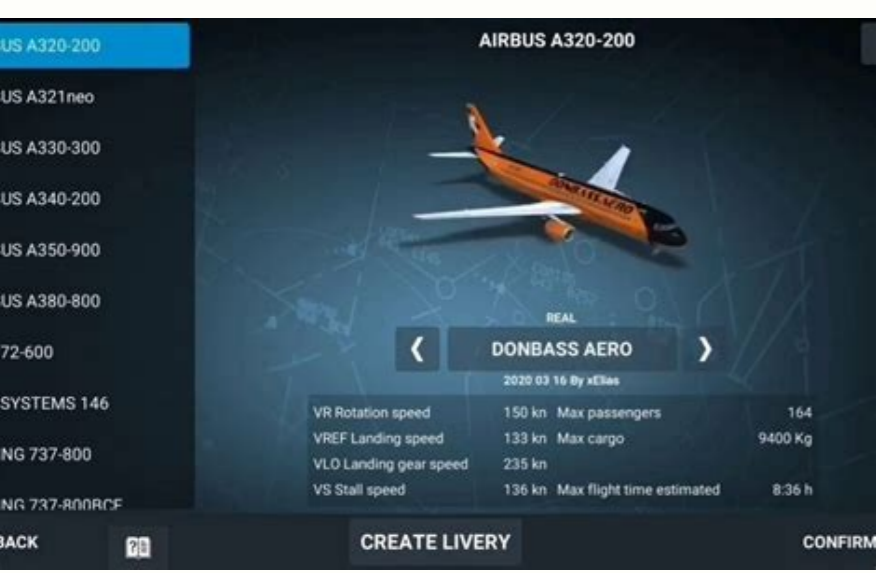 US A320-200
AIRBUS A320-200
US A321neo
US A330-300
US A340-200
US A350-900
US A380-800
72-600
SYSTEMS 146
NG 737-800
NG 737-800BCF
DONBASSAERO
REAL
❮ DONBASS AERO ❯
2020 03 16 By xElias
VR Rotation speed 150 kn Max passengers 164
VREF Landing speed 133 kn Max cargo 9400 Kg
VLO Landing gear speed 235 kn
VS Stall speed 136 kn Max flight time estimated 8:36 h
BACK
CREATE LIVERY
CONFIRM